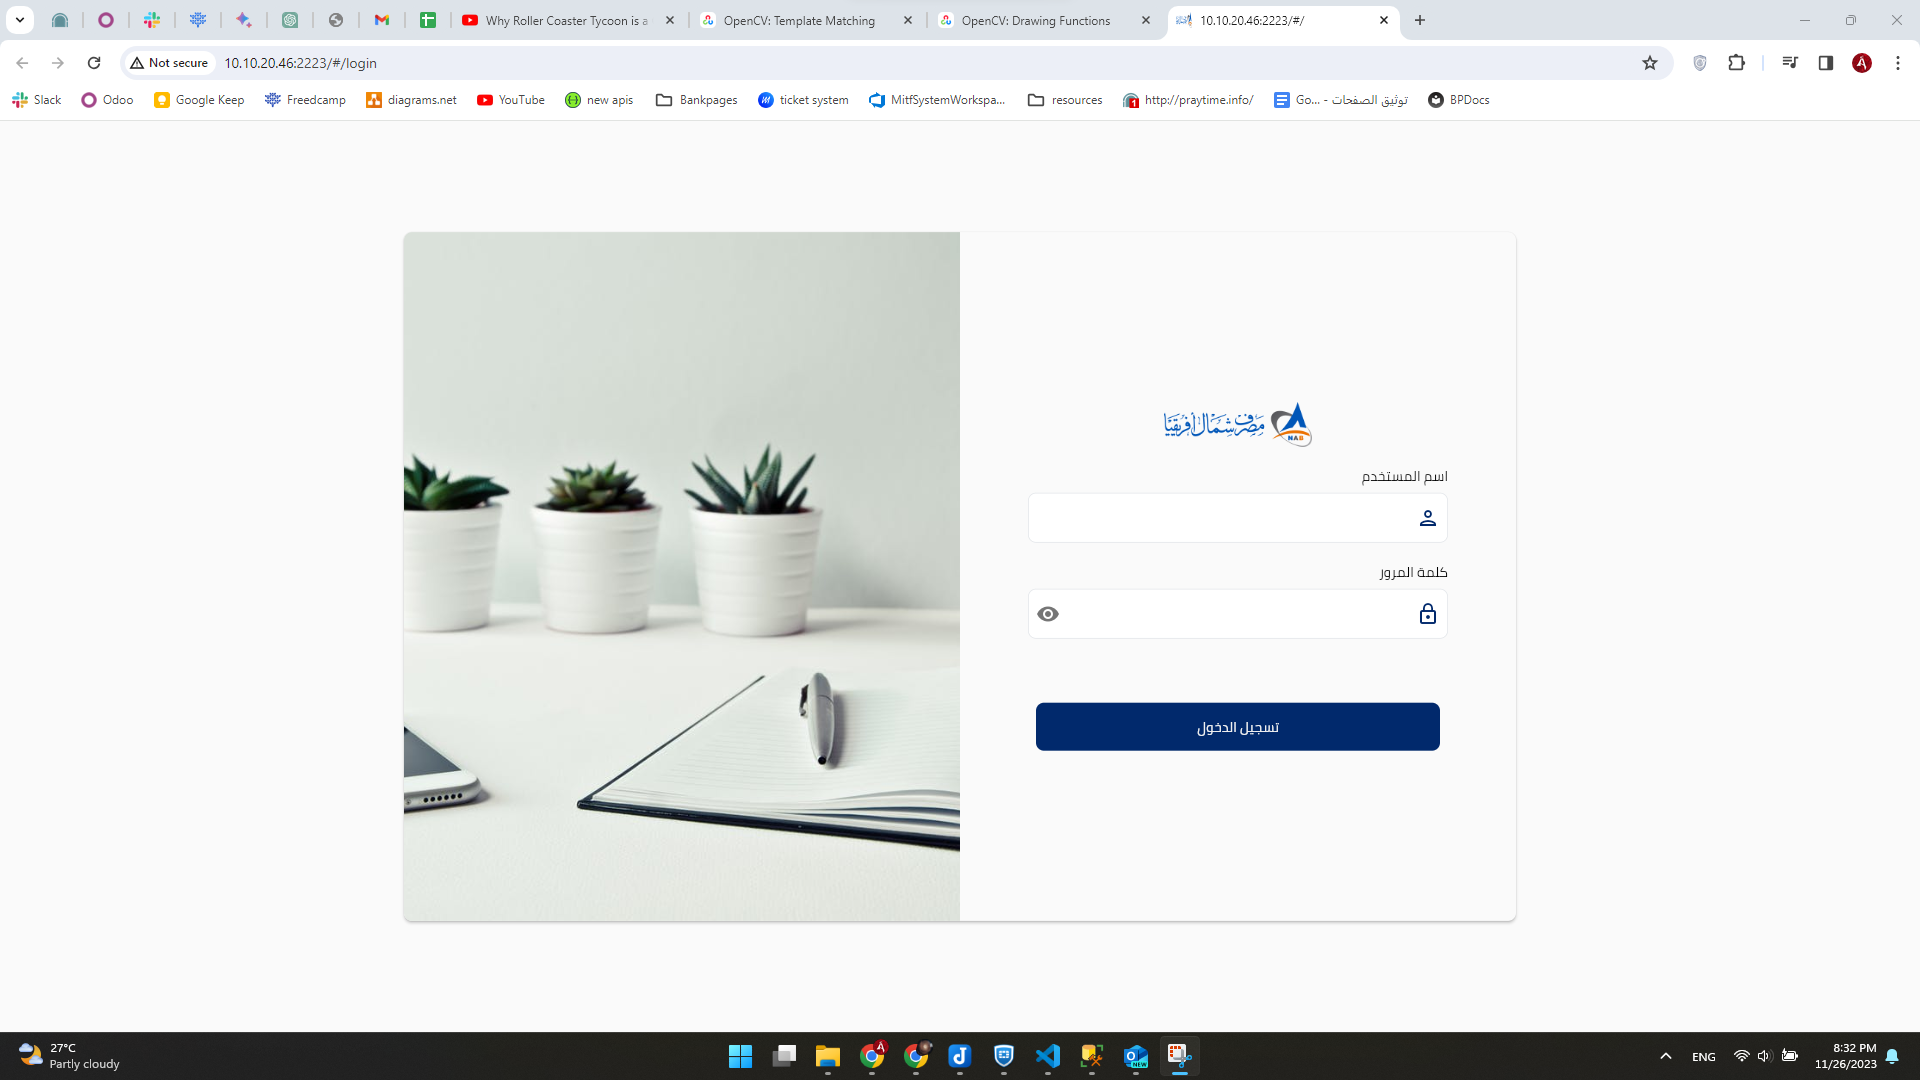 Why Roller Coaster Tycoon is a
OpenCV: Template Matching
OpenCV: Drawing Functions
10.10.20.46:2223/#/
Not secure
10.10.20.46:2223/#/login
Slack
Odoo
Google Keep
Freedcamp
diagrams.net
YouTube
new apis
Bankpages
ticket system
MitfSystemWorkspa...
resources
http://praytime.info/
توثيق الصفحات - Go...
BPDocs
مصرف شمال أفريقيا
NAB
اسم المستخدم
كلمة المرور
تسجيل الدخول
27°C
Partly cloudy
NEW
ENG
8:32 PM
11/26/2023